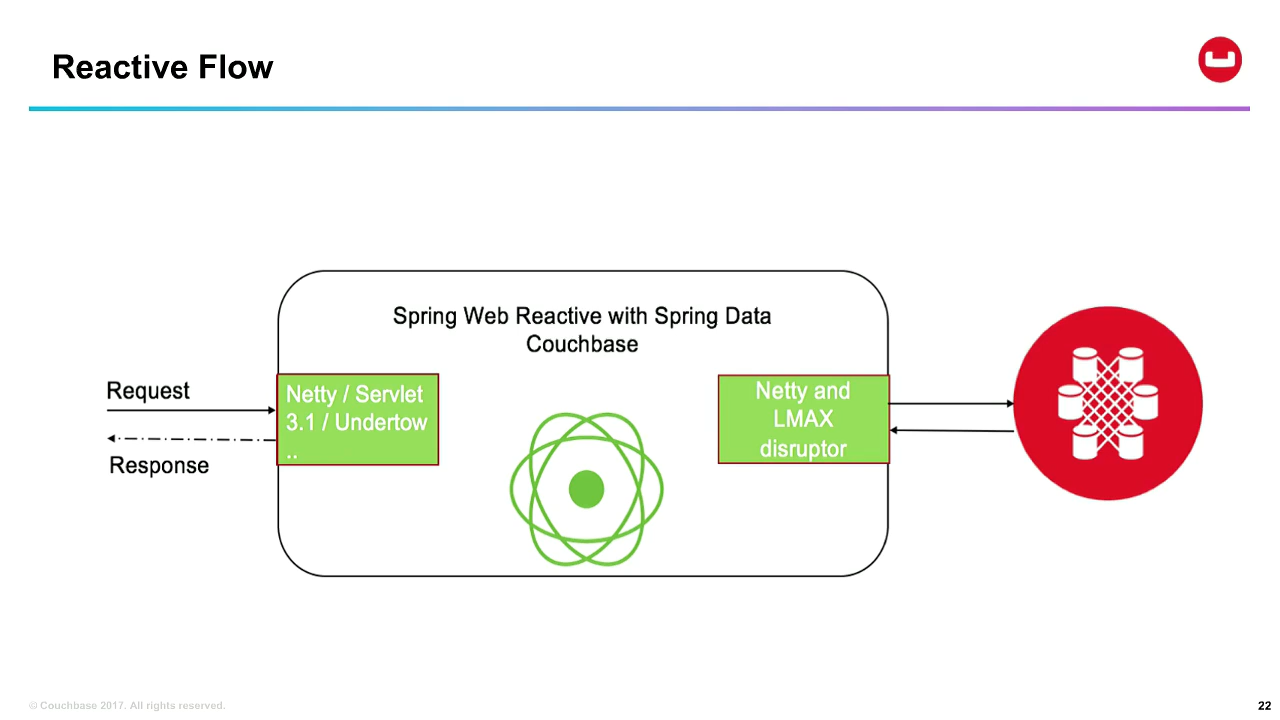 Reactive Flow
Spring Web Reactive with Spring Data
Couchbase
Request
Response
Netty / Servlet
3.1 / Undertow
..
Netty and
LMAX
disruptor
© Couchbase 2017. All rights reserved.
22